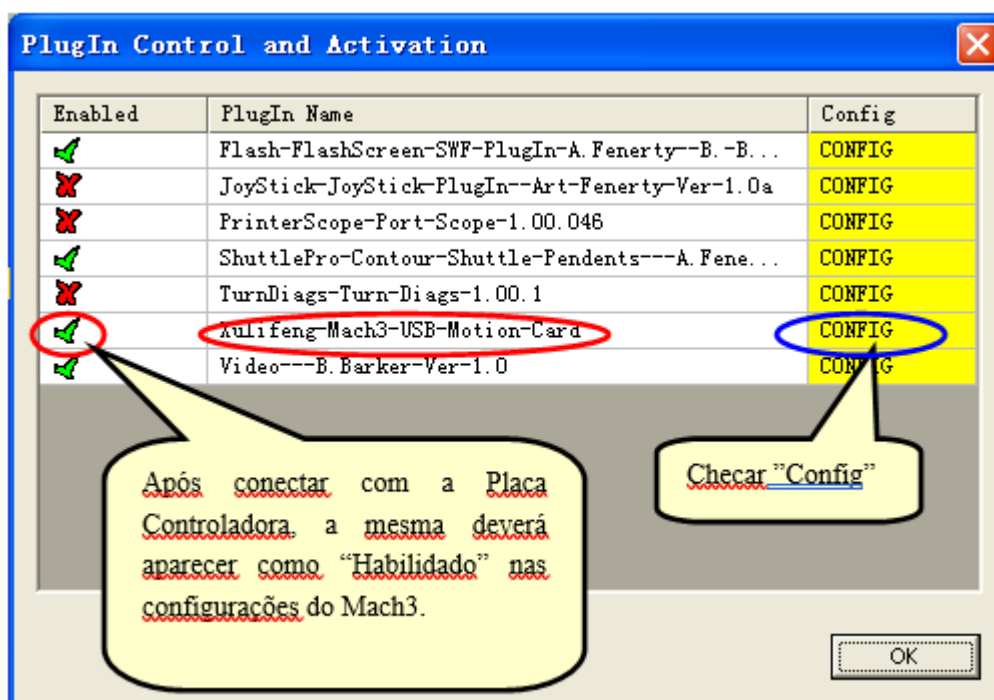 PlugIn Control and Activation
Enabled PlugIn Name Config
Flash-FlashScreen-SWF-PlugIn-A.Fenerty--B.-B... CONFIG
JoyStick-JoyStick-PlugIn--Art-Fenerty-Ver-1.0a CONFIG
PrinterScope-Port-Scope-1.00.046 CONFIG
ShuttlePro-Contour-Shuttle-Pendents---A.Fene... CONFIG
TurnDiags-Turn-Diags-1.00.1 CONFIG
Xulifeng-Mach3-USB-Motion-Card CONFIG
Video---B.Barker-Ver-1.0 CONFIG
Após conectar com a Placa
Controladora, a mesma deverá
aparecer como “Habilidado” nas
configurações do Mach3.
Checar ”Config”
OK